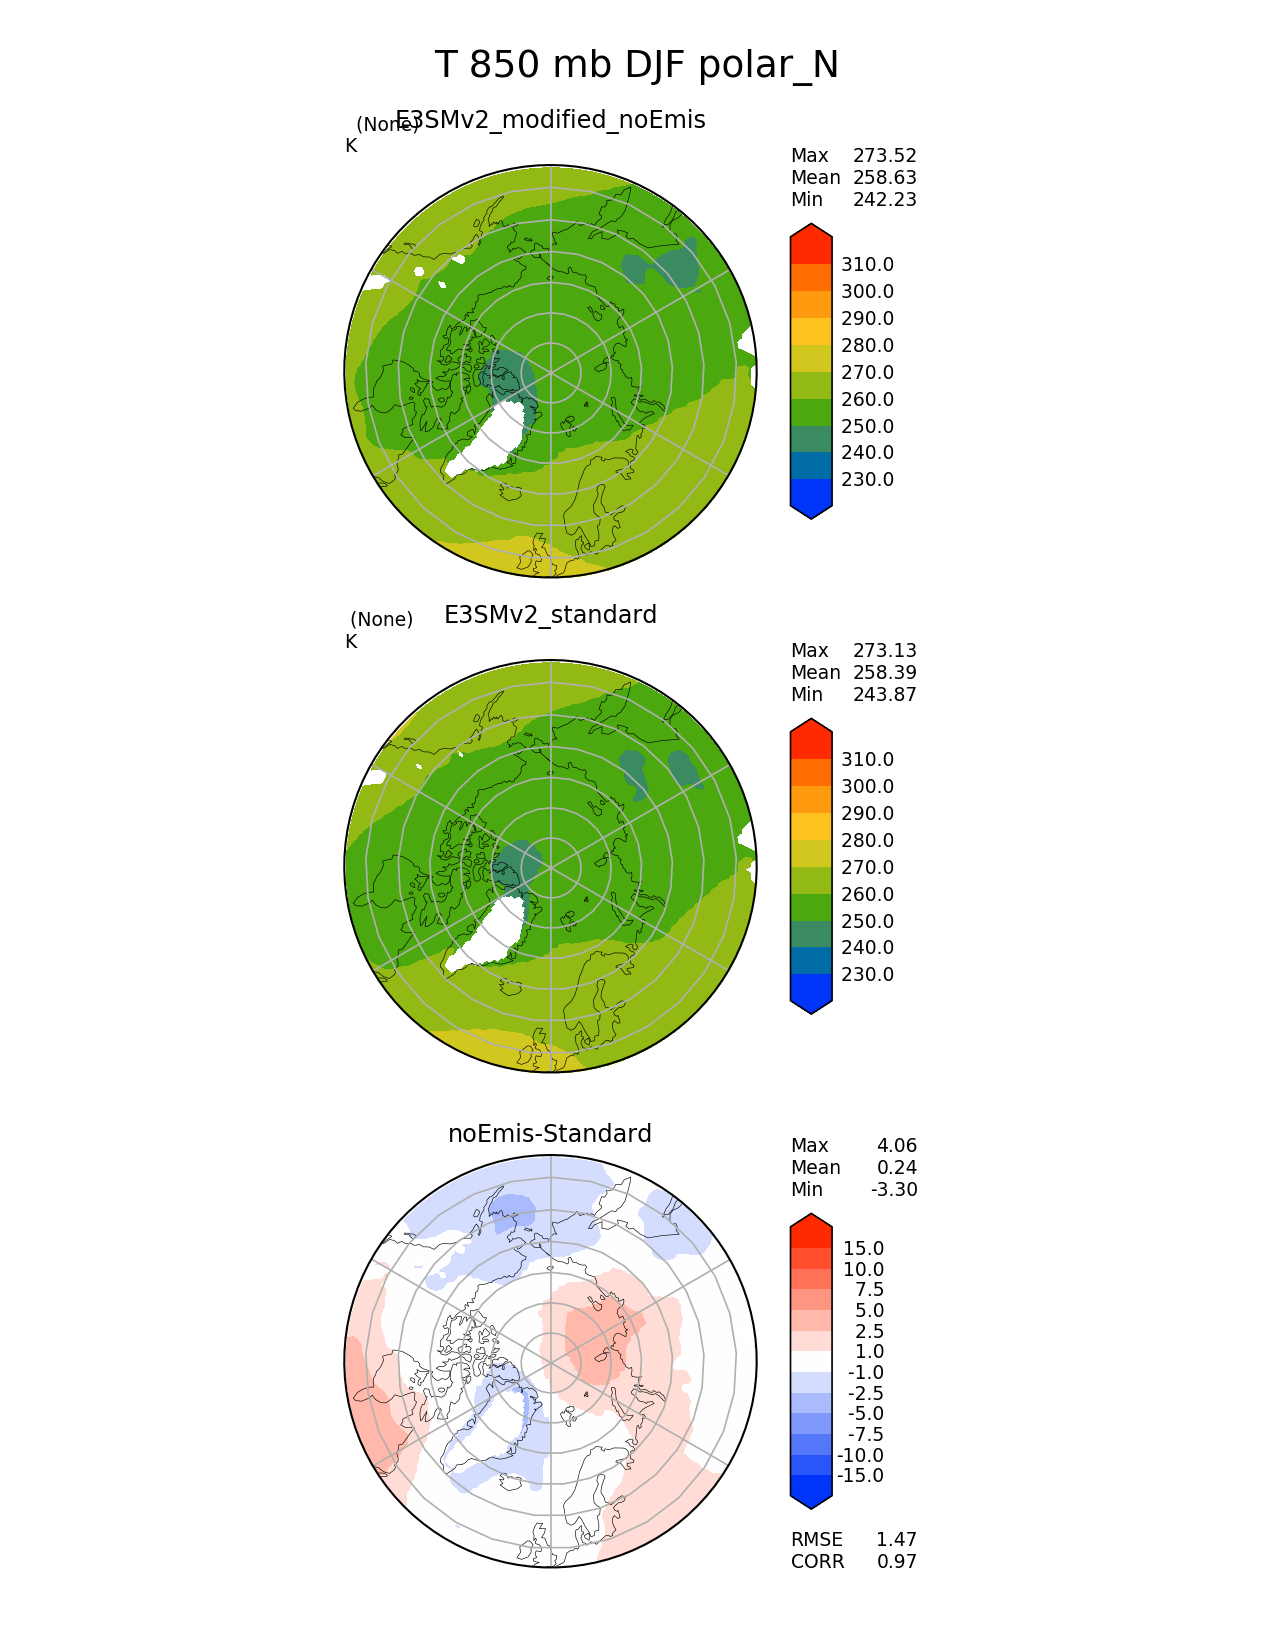 T 850 mb DJF polar_N
E3SMv2_modified_noEmis
(None)
K
Max 273.52
Mean 258.63
Min 242.23
310.0
300.0
290.0
280.0
270.0
260.0
250.0
240.0
230.0
(None)
E3SMv2_standard
K
Max 273.13
Mean 258.39
Min 243.87
310.0
300.0
290.0
280.0
270.0
260.0
250.0
240.0
230.0
noEmis-Standard
Max 4.06
Mean 0.24
Min -3.30
15.0
10.0
7.5
5.0
2.5
1.0
-1.0
-2.5
-5.0
-7.5
-10.0
-15.0
RMSE 1.47
CORR 0.97